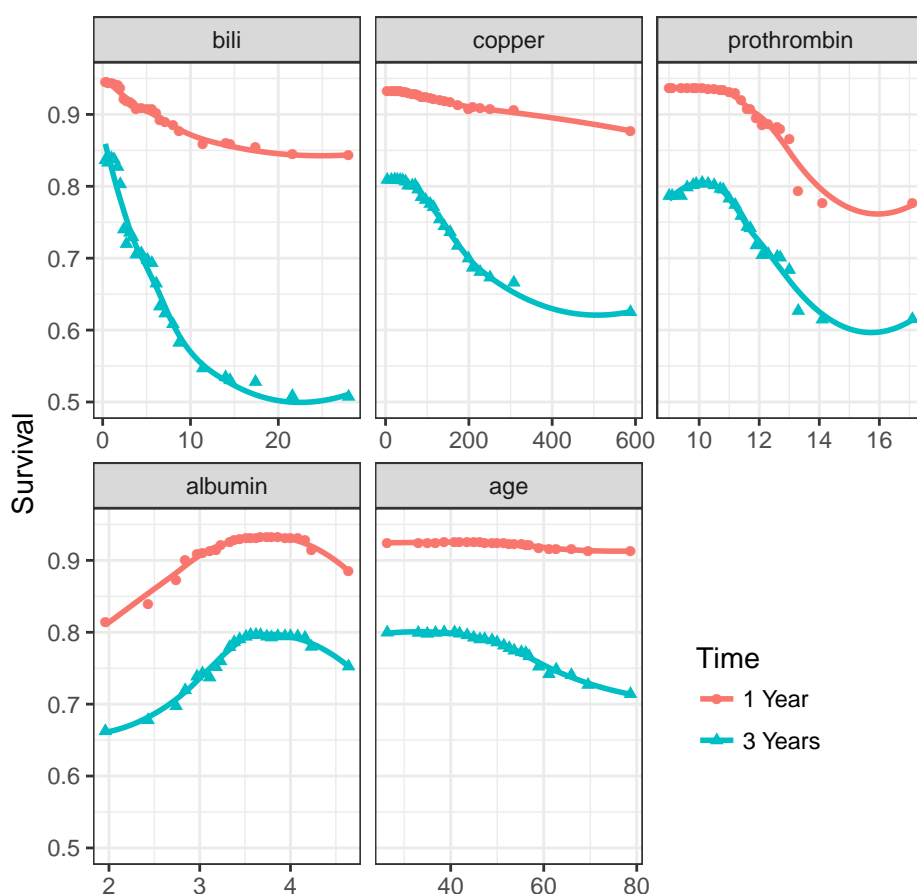 bili
copper
prothrombin
0.9
0.8
0.7
0.6
0.5
0 10 20
0 200 400 600
10 12 14 16
Survival
albumin
age
0.9
0.8
0.7
0.6
0.5
2 3 4
40 60 80
Time
1 Year
3 Years